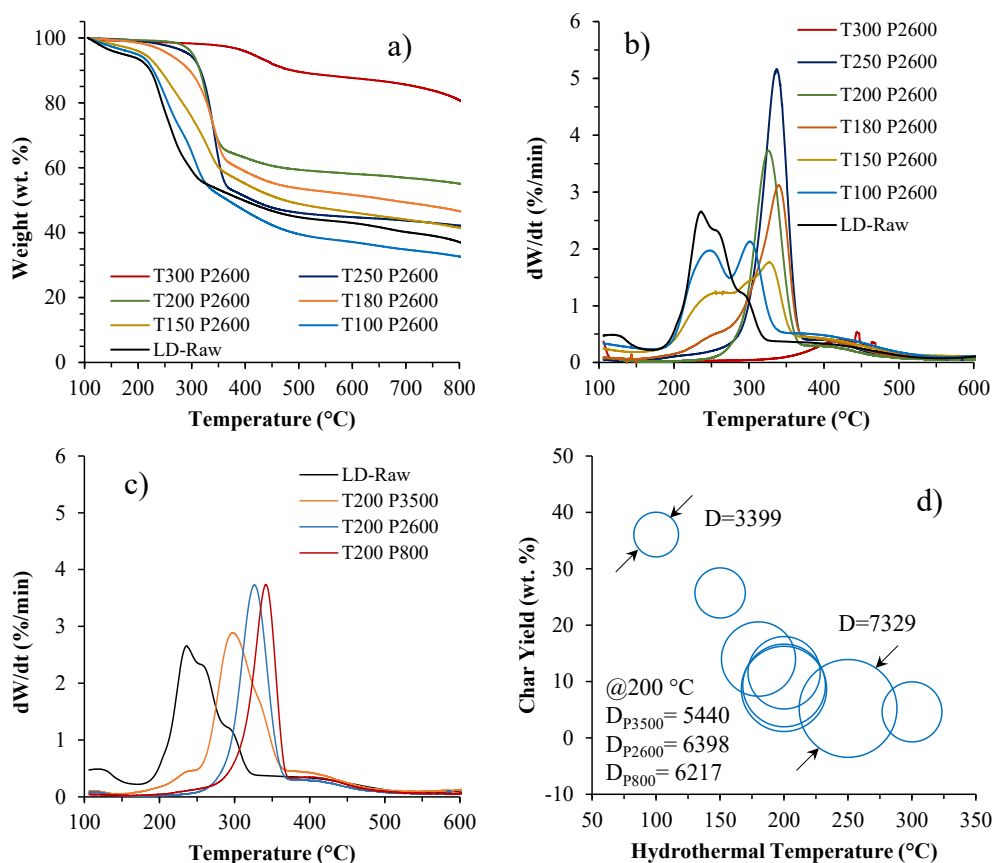 a)
100
80
60
40
20
0
Weight (wt. %)
T300 P2600 T250 P2600
T200 P2600 T180 P2600
T150 P2600 T100 P2600
LD-Raw
100 200 300 400 500 600 700 800
Temperature (°C)
b)
6
5
4
3
2
1
0
dW/dt (%/min)
T300 P2600
T250 P2600
T200 P2600
T180 P2600
T150 P2600
T100 P2600
LD-Raw
100 200 300 400 500 600
Temperature (°C)
c)
6
5
4
3
2
1
0
dW/dt (%/min)
LD-Raw
T200 P3500
T200 P2600
T200 P800
100 200 300 400 500 600
Temperature (°C)
d)
50
40
30
20
10
0
-10
Char Yield (wt. %)
D=3399
D=7329
@200 °C
D_P3500= 5440
D_P2600= 6398
D_P800= 6217
50 100 150 200 250 300 350
Hydrothermal Temperature (°C)